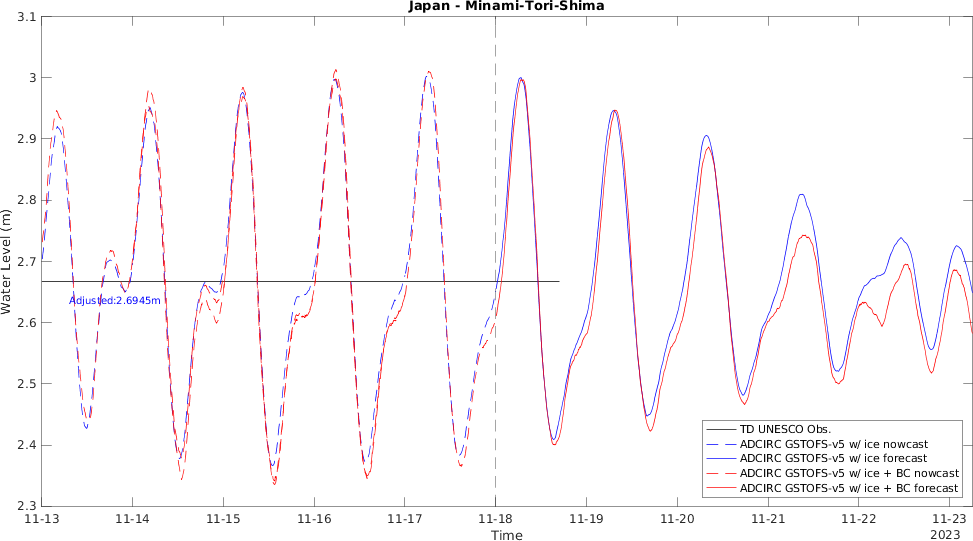 Japan - Minami-Tori-Shima
Water Level (m)
3.1
3
2.9
2.8
2.7
2.6
2.5
2.4
2.3
Adjusted:2.6945m
TD UNESCO Obs.
ADCIRC GSTOFS-v5 w/ ice nowcast
ADCIRC GSTOFS-v5 w/ ice forecast
ADCIRC GSTOFS-v5 w/ ice + BC nowcast
ADCIRC GSTOFS-v5 w/ ice + BC forecast
11-13 11-14 11-15 11-16 11-17 11-18 11-19 11-20 11-21 11-22 11-23
2023
Time